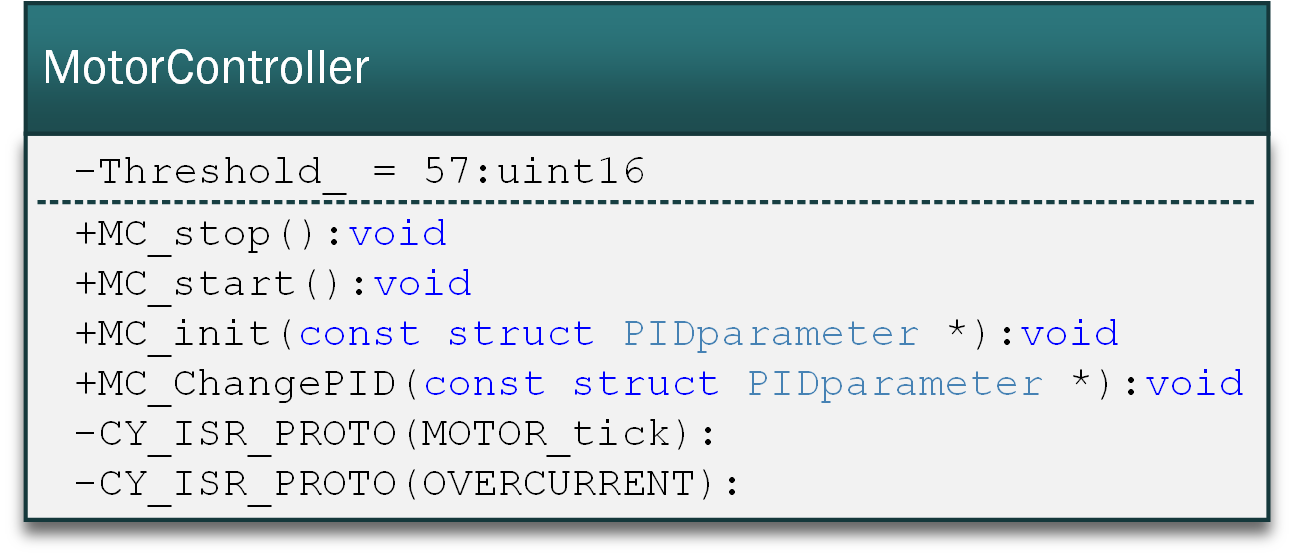 MotorController
-Threshold_ = 57:uint16
+MC_stop():void
+MC_start():void
+MC_init(const struct PIDparameter *):void
+MC_ChangePID(const struct PIDparameter *):void
-CY_ISR_PROTO(MOTOR_tick):
-CY_ISR_PROTO(OVERCURRENT):